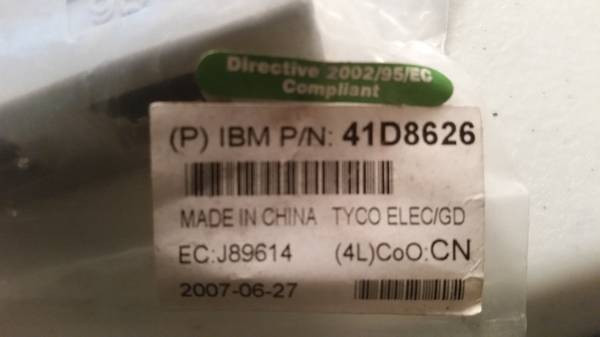 Directive 2002/95/EC
Compliant
(P) IBM P/N: 41D8626
MADE IN CHINA TYCO ELEC/GD
EC:J89614 (4L)CoO:CN
2007-06-27